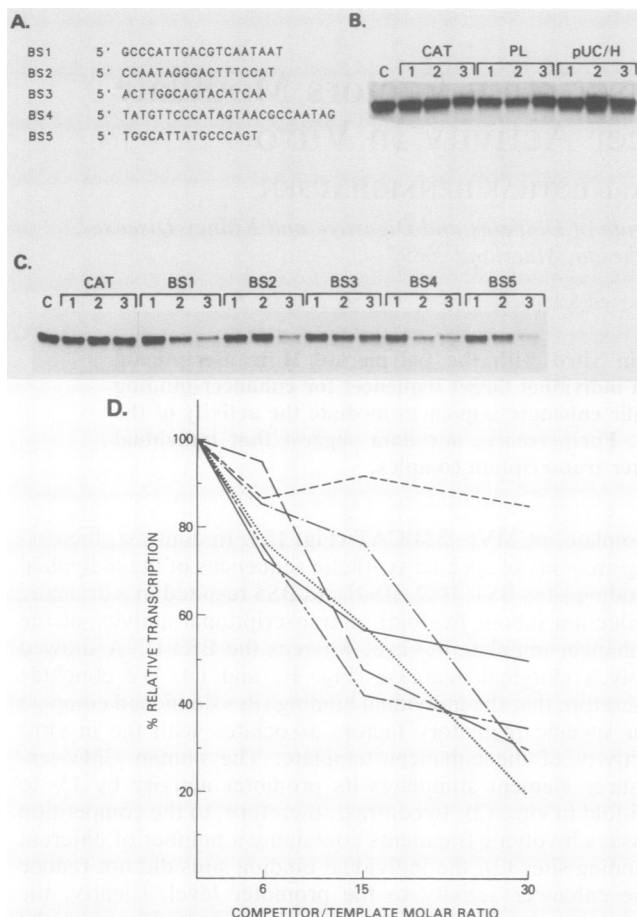 A.
BS1 5' GCCCATTGACGTCAATAAT
BS2 5' CCAATAGGGACTTTCCAT
BS3 5' ACTTGGCAGTACATCAA
BS4 5' TATGTTCCCATAGTAACGCCAATAG
BS5 5' TGGCATTATGCCCAGT
B.
CAT PL pUC/H
C 1 2 3 1 2 3 1 2 3
C.
CAT BS1 BS2 BS3 BS4 BS5
C 1 2 3 1 2 3 1 2 3 1 2 3 1 2 3 1 2 3
D.
100
80
60
40
20
% RELATIVE TRANSCRIPTION
6 15 30
COMPETITOR/TEMPLATE MOLAR RATIO